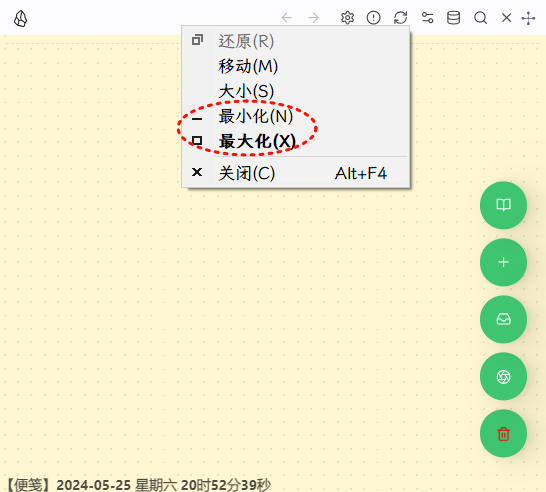 还原(R)
移动(M)
大小(S)
最小化(N)
最大化(X)
关闭(C) Alt+F4
【便笺】2024-05-25 星期六 20时52分39秒